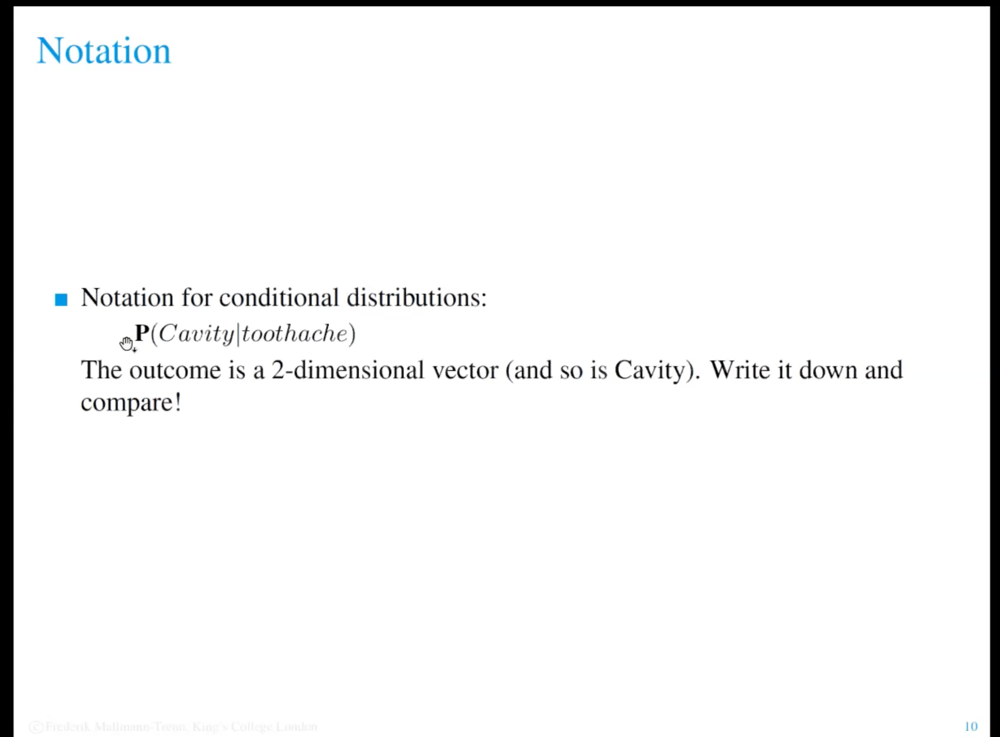 Notation
Notation for conditional distributions:
P(Cavity|toothache)
The outcome is a 2-dimensional vector (and so is Cavity). Write it down and
compare!
©Frederik Mallmann-Trenn, King's College London
10